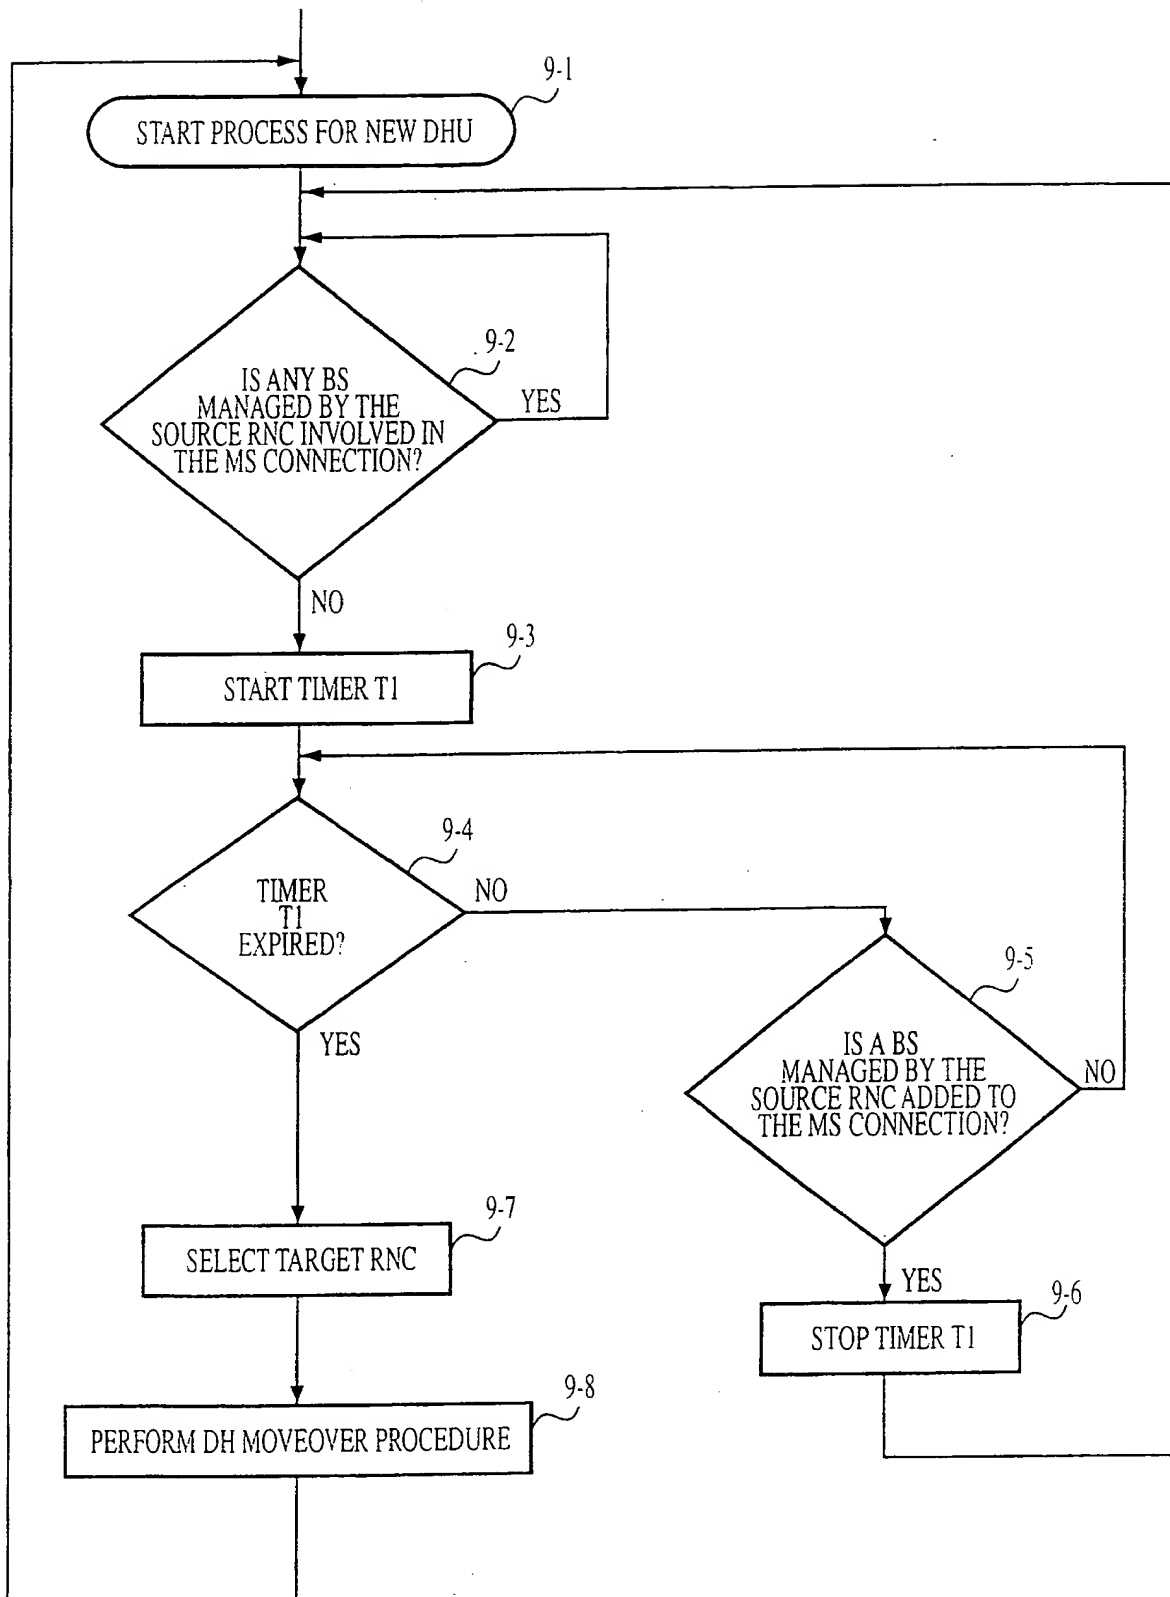 9-1
START PROCESS FOR NEW DHU
9-2
IS ANY BS
MANAGED BY THE
SOURCE RNC INVOLVED IN
THE MS CONNECTION?
YES
NO
9-3
START TIMER T1
9-4
TIMER
T1
EXPIRED?
NO
YES
9-5
IS A BS
MANAGED BY THE
SOURCE RNC ADDED TO
THE MS CONNECTION?
NO
YES
9-6
STOP TIMER T1
9-7
SELECT TARGET RNC
9-8
PERFORM DH MOVEOVER PROCEDURE